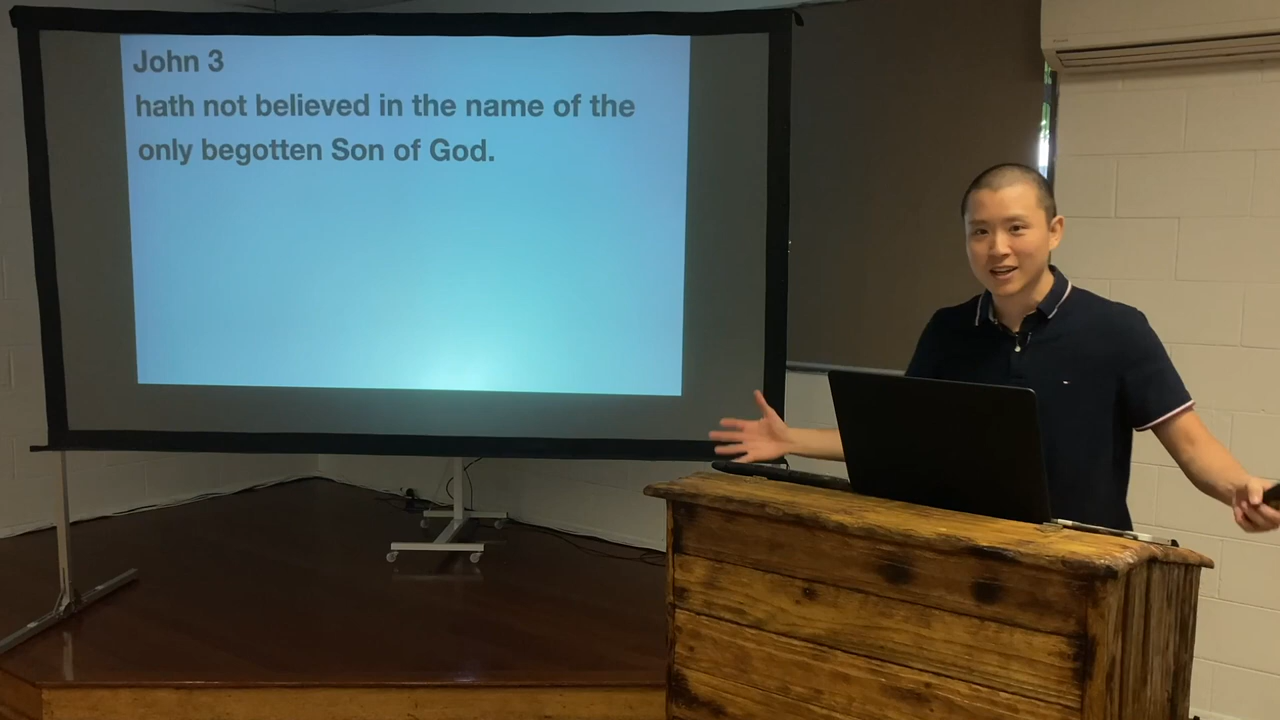 John 3
hath not believed in the name of the
only begotten Son of God.